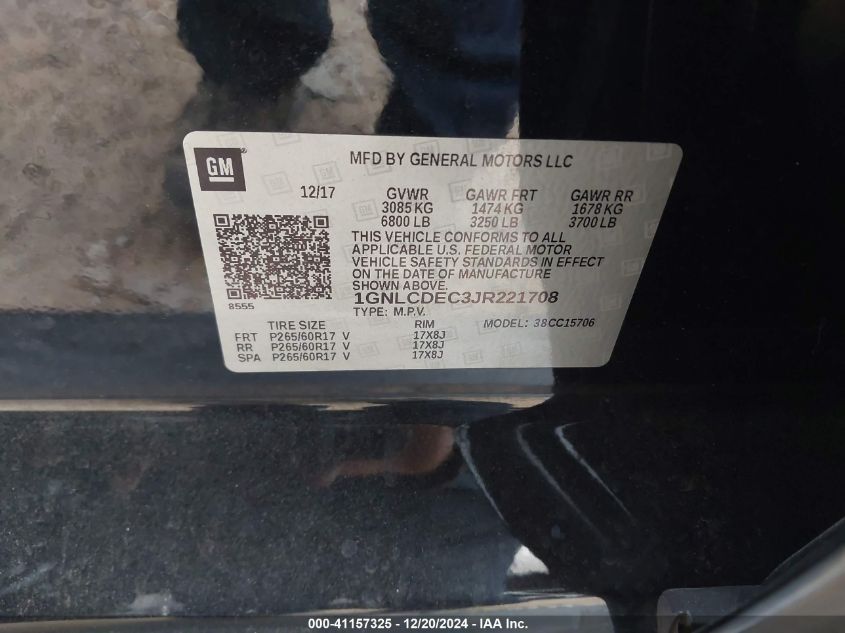 GM
MFD BY GENERAL MOTORS LLC
12/17 GVWR GAWR FRT GAWR RR
3085 KG 1474 KG 1678 KG
6800 LB 3250 LB 3700 LB
THIS VEHICLE CONFORMS TO ALL
APPLICABLE U.S. FEDERAL MOTOR
VEHICLE SAFETY STANDARDS IN EFFECT
ON THE DATE OF MANUFACTURE
SHOWN ABOVE.
8555
1GNLCDEC3JR221708
TYPE: M.P.V. MODEL: 38CC15706
TIRE SIZE RIM
FRT P265/60R17 V 17X8J
RR P265/60R17 V 17X8J
SPA P265/60R17 V 17X8J
000-41157325 - 12/20/2024 - IAA Inc.